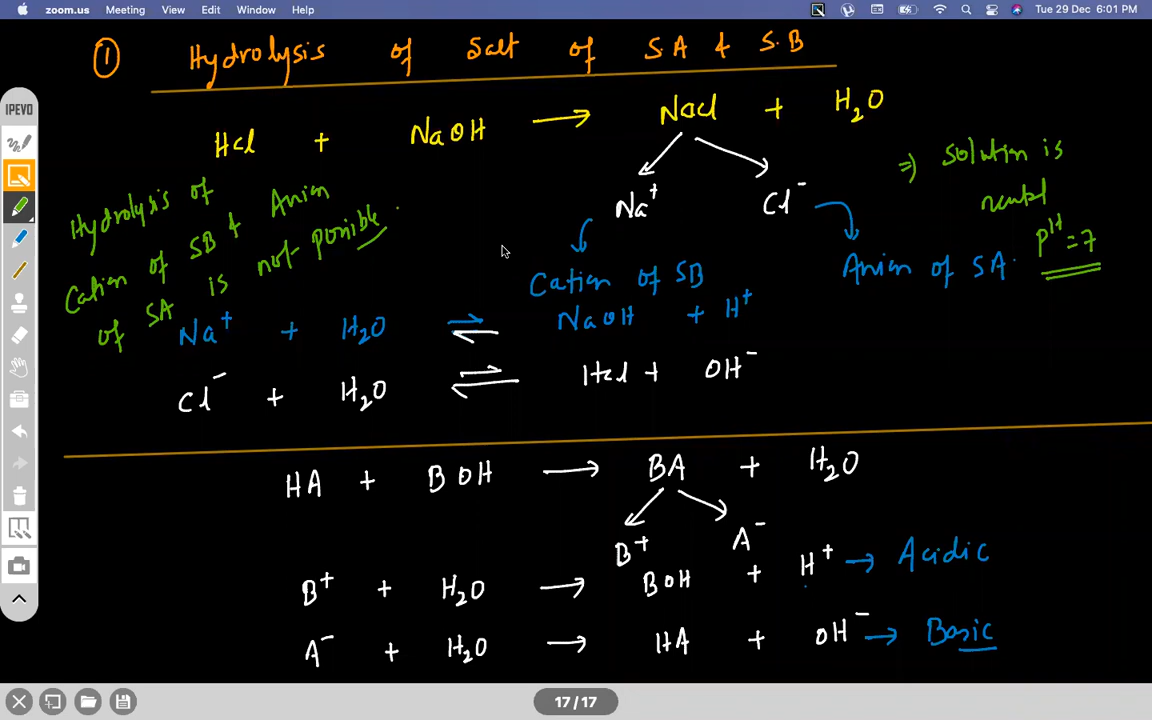 zoom.us Meeting View Edit Window Help Tue 29 Dec 6:01 PM
① Hydrolysis of Salt of S.A & S.B
IPEVO
HCl + NaOH → NaCl + H₂O
Na⁺ Cl⁻
⇒ Solution is
neutral
pH = 7
Hydrolysis of
Cation of SB & Anion
of SA is not possible.
Cation of SB
Anion of SA.
Na⁺ + H₂O ⇌ NaOH + H⁺
Cl⁻ + H₂O ⇌ HCl + OH⁻
HA + BOH → BA + H₂O
B⁺ A⁻
B⁺ + H₂O → BOH + H⁺ → Acidic
A⁻ + H₂O → HA + OH⁻ → Basic
17/17